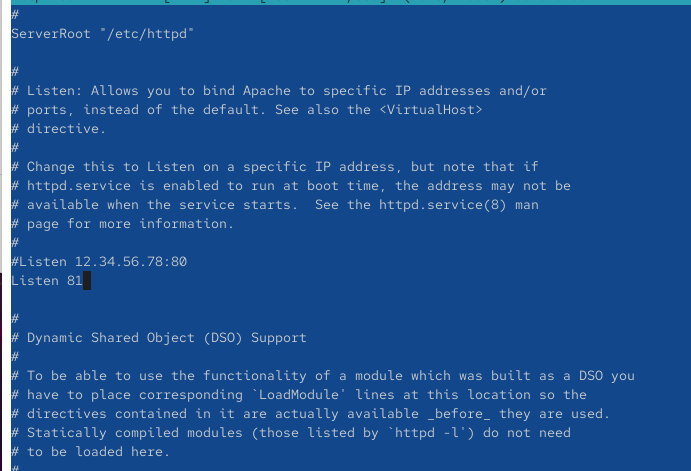 #
ServerRoot "/etc/httpd"
#
# Listen: Allows you to bind Apache to specific IP addresses and/or
# ports, instead of the default. See also the <VirtualHost>
# directive.
#
# Change this to Listen on a specific IP address, but note that if
# httpd.service is enabled to run at boot time, the address may not be
# available when the service starts.  See the httpd.service(8) man
# page for more information.
#
#Listen 12.34.56.78:80
Listen 81
#
# Dynamic Shared Object (DSO) Support
#
# To be able to use the functionality of a module which was built as a DSO you
# have to place corresponding `LoadModule' lines at this location so the
# directives contained in it are actually available _before_ they are used.
# Statically compiled modules (those listed by `httpd -l') do not need
# to be loaded here.
#